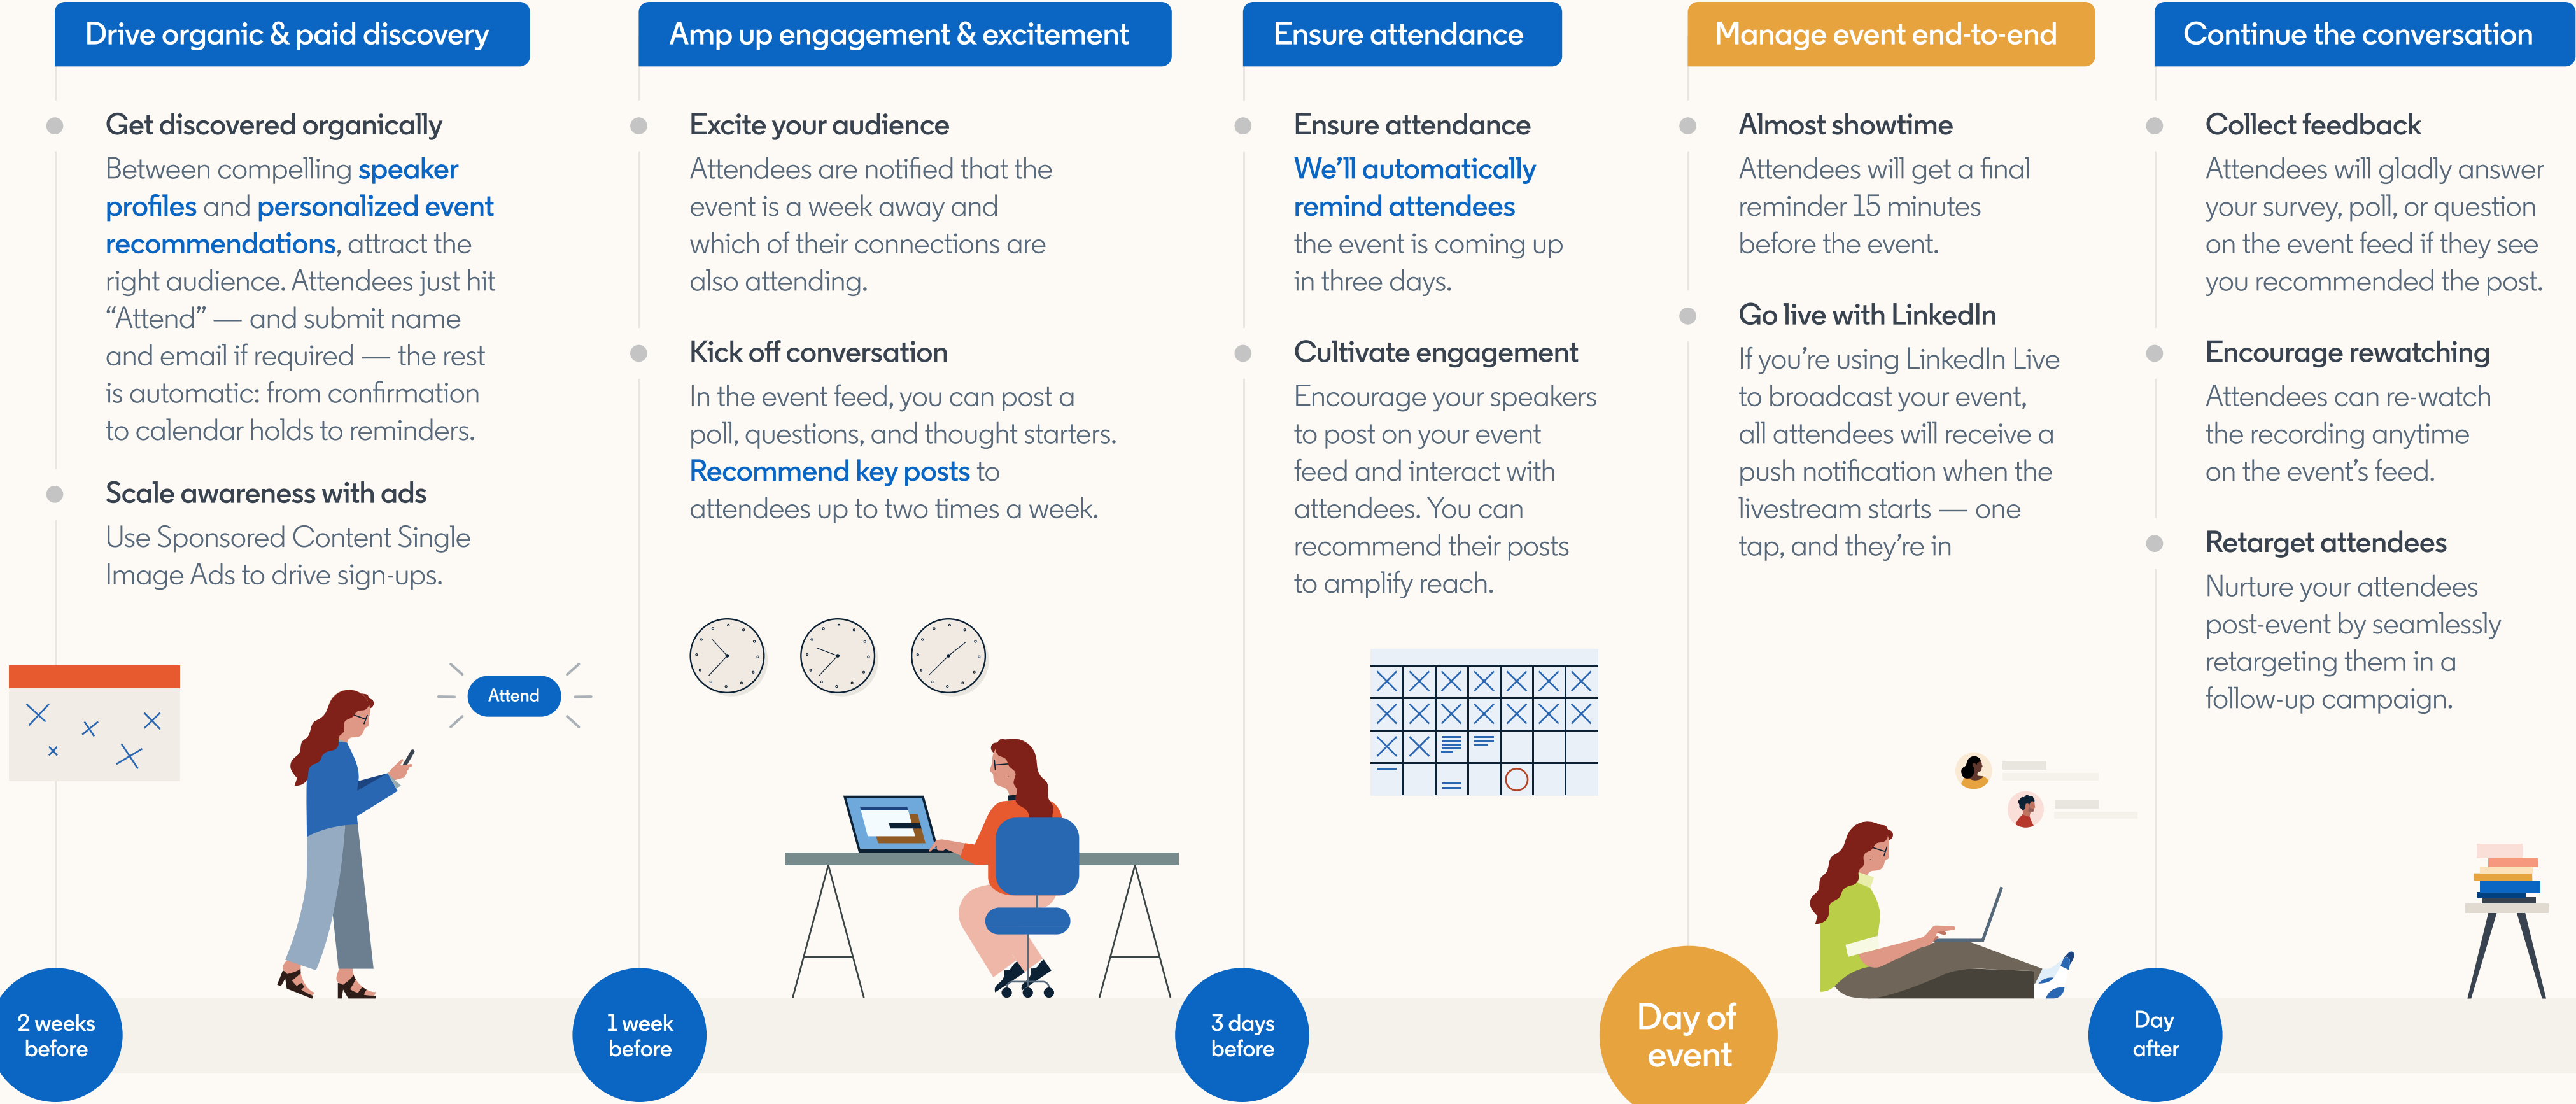 Drive organic & paid discovery
Get discovered organically
Between compelling speaker
profiles and personalized event
recommendations, attract the
right audience. Attendees just hit
“Attend” — and submit name
and email if required — the rest
is automatic: from confirmation
to calendar holds to reminders.
Scale awareness with ads
Use Sponsored Content Single
Image Ads to drive sign-ups.
Attend
2 weeks
before
Amp up engagement & excitement
Excite your audience
Attendees are notified that the
event is a week away and
which of their connections are
also attending.
Kick off conversation
In the event feed, you can post a
poll, questions, and thought starters.
Recommend key posts to
attendees up to two times a week.
1 week
before
Ensure attendance
Ensure attendance
We’ll automatically
remind attendees
the event is coming up
in three days.
Cultivate engagement
Encourage your speakers
to post on your event
feed and interact with
attendees. You can
recommend their posts
to amplify reach.
3 days
before
Manage event end-to-end
Almost showtime
Attendees will get a final
reminder 15 minutes
before the event.
Go live with LinkedIn
If you’re using LinkedIn Live
to broadcast your event,
all attendees will receive a
push notification when the
livestream starts — one
tap, and they’re in
Day of
event
Continue the conversation
Collect feedback
Attendees will gladly answer
your survey, poll, or question
on the event feed if they see
you recommended the post.
Encourage rewatching
Attendees can re-watch
the recording anytime
on the event’s feed.
Retarget attendees
Nurture your attendees
post-event by seamlessly
retargeting them in a
follow-up campaign.
Day
after